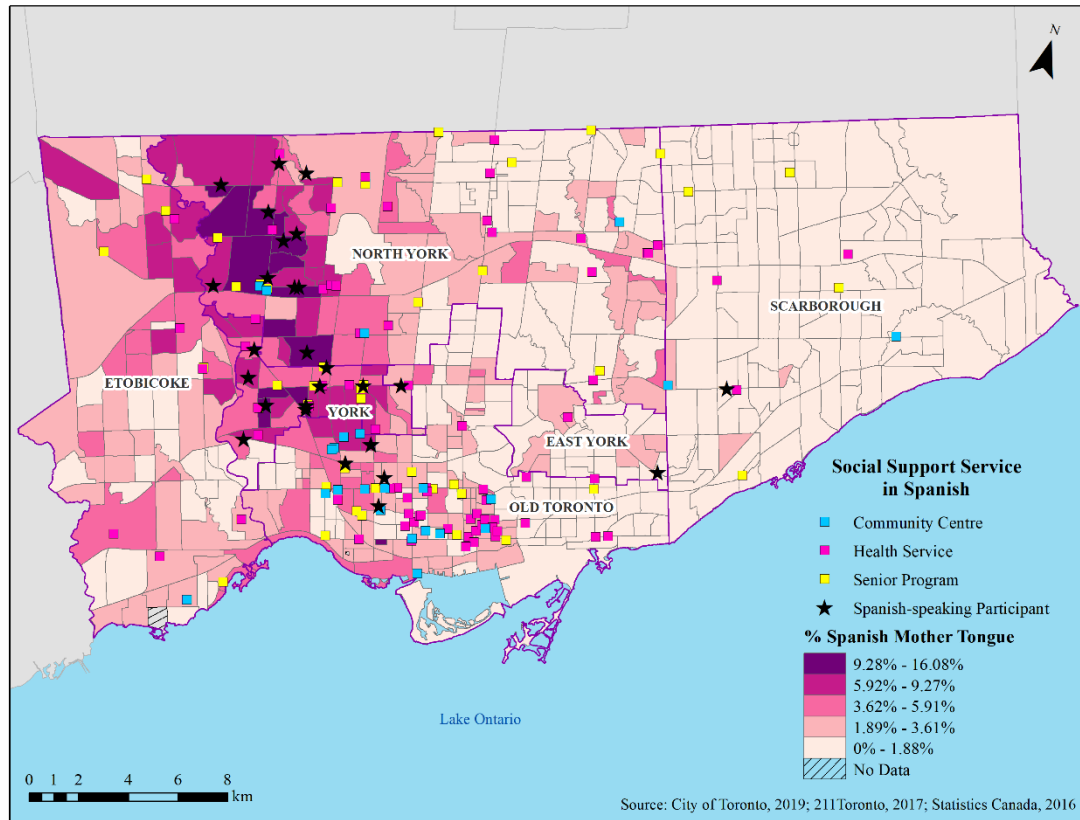 N
NORTH YORK
SCARBOROUGH
ETOBICOKE
YORK
EAST YORK
OLD TORONTO
Social Support Service
in Spanish
Community Centre
Health Service
Senior Program
Spanish-speaking Participant
% Spanish Mother Tongue
9.28% - 16.08%
5.92% - 9.27%
3.62% - 5.91%
1.89% - 3.61%
0% - 1.88%
No Data
Lake Ontario
0 1 2 4 6 8
km
Source: City of Toronto, 2019; 211Toronto, 2017; Statistics Canada, 2016